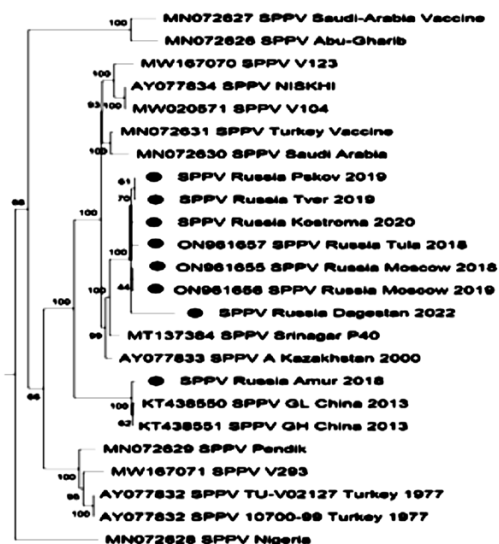 100
MN072627 SPPV Saudi-Arabia Vaccine
MN072626 SPPV Abu-Gharib
MW167070 SPPV V123
100
AY077834 SPPV NISKHI
93
100
MW020571 SPPV V104
MN072631 SPPV Turkey Vaccine
100
MN072630 SPPV Saudi Arabia
61
SPPV Russia Pskov 2019
70
SPPV Russia Tver 2019
68
100
SPPV Russia Kostroma 2020
100
ON961657 SPPV Russia Tula 2018
ON961655 SPPV Russia Moscow 2018
44
ON961656 SPPV Russia Moscow 2019
100
100
SPPV Russia Dagestan 2022
99
MT137384 SPPV Srinagar P40
AY077833 SPPV A Kazakhstan 2000
SPPV Russia Amur 2018
66
100
KT438550 SPPV GL China 2013
62
KT438551 SPPV GH China 2013
MN072629 SPPV Pendik
100
MW167071 SPPV V293
96
AY077832 SPPV TU-V02127 Turkey 1977
100
AY077832 SPPV 10700-99 Turkey 1977
MN072628 SPPV Nigeria